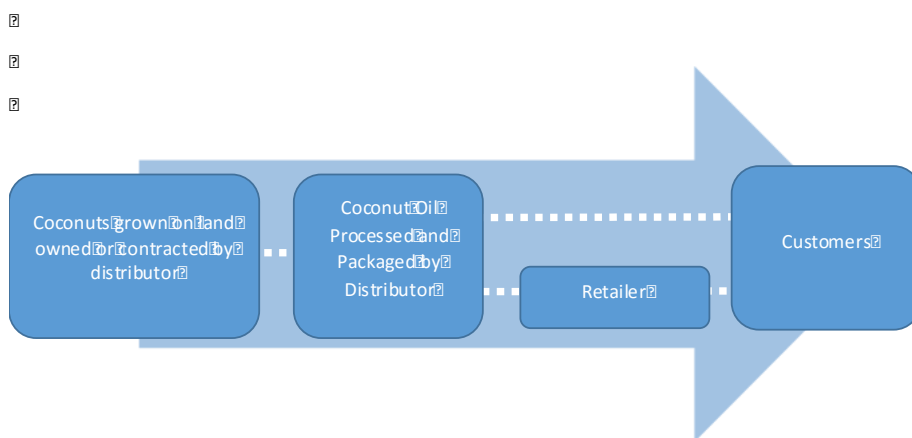 Coconuts grown on land
owned or contracted by
distributor
Coconut Oil
Processed and
Packaged by
Distributor
Retailer
Customers